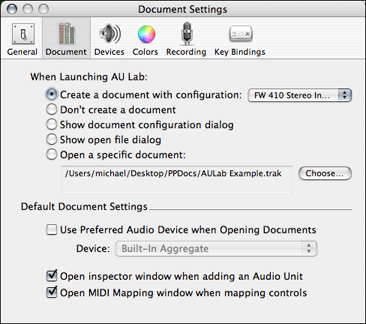 Document Settings
General Document Devices Colors Recording Key Bindings
When Launching AU Lab:
Create a document with configuration: FW 410 Stereo In...
Don't create a document
Show document configuration dialog
Show open file dialog
Open a specific document:
/Users/michael/Desktop/PPDocs/AULab Example.trak Choose...
Default Document Settings
Use Preferred Audio Device when Opening Documents
Device: Built-In Aggregate
Open inspector window when adding an Audio Unit
Open MIDI Mapping window when mapping controls